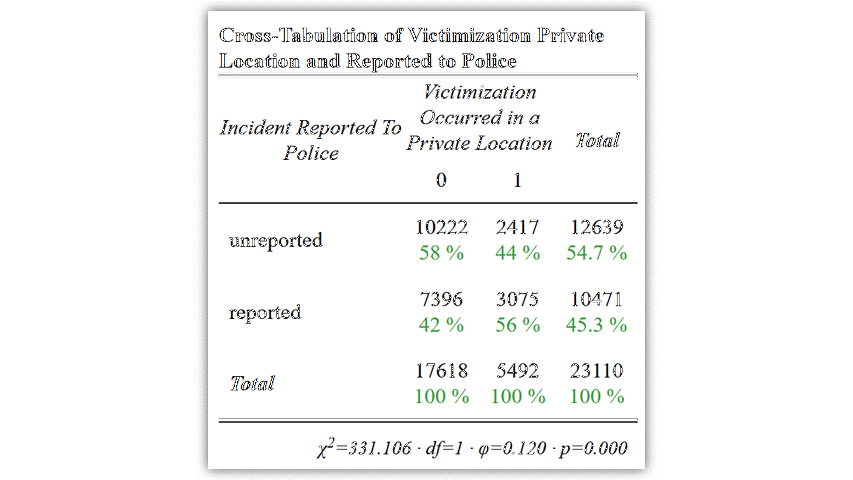 Cross-Tabulation of Victimization Private
Location and Reported to Police
Incident Reported To
Police
Victimization
Occurred in a
Private Location
Total
0 1
unreported
10222 2417 12639
58 % 44 % 54.7 %
reported
7396 3075 10471
42 % 56 % 45.3 %
Total
17618 5492 23110
100 % 100 % 100 %
χ²=331.106 · df=1 · φ=0.120 · p=0.000